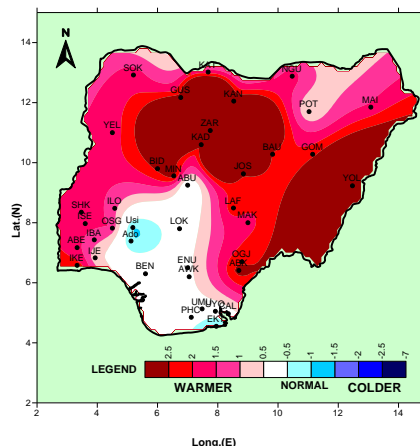 14
12
10
8
6
4
2
Lat.(N)
N
SOK
KAT
NGU
GUS
KAN
POT
MAI
YEL
ZAR
KAD
BID
MIN
BAU
GOM
ABU
JOS
YOL
SHK
ILO
LAF
ISE
OSG
Usi
LOK
MAK
IBA
Ado
ABE
IJE
IKE
BEN
ENU
AWK
OGJ
UMU
UYO
CAL
PHC
EKT
LEGEND
2.5
2
1.5
1
0.5
-0.5
-1
-1.5
-2
-2.5
-7
WARMER
NORMAL
COLDER
2
4
6
8
10
12
14
Long.(E)